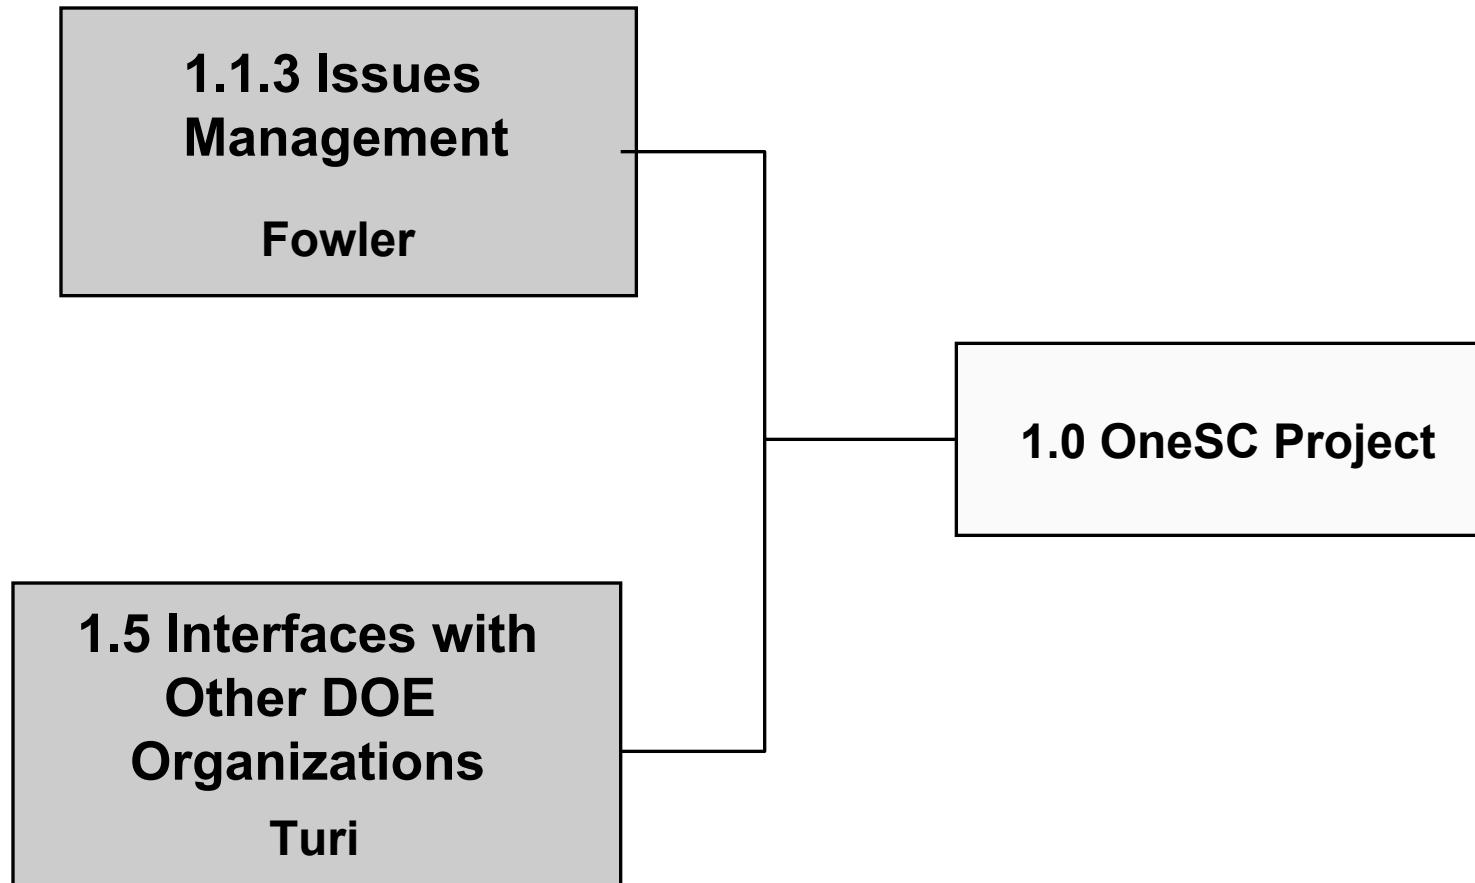 1.1.3 Issues
Management
Fowler
1.0 OneSC Project
1.5 Interfaces with
Other DOE
Organizations
Turi